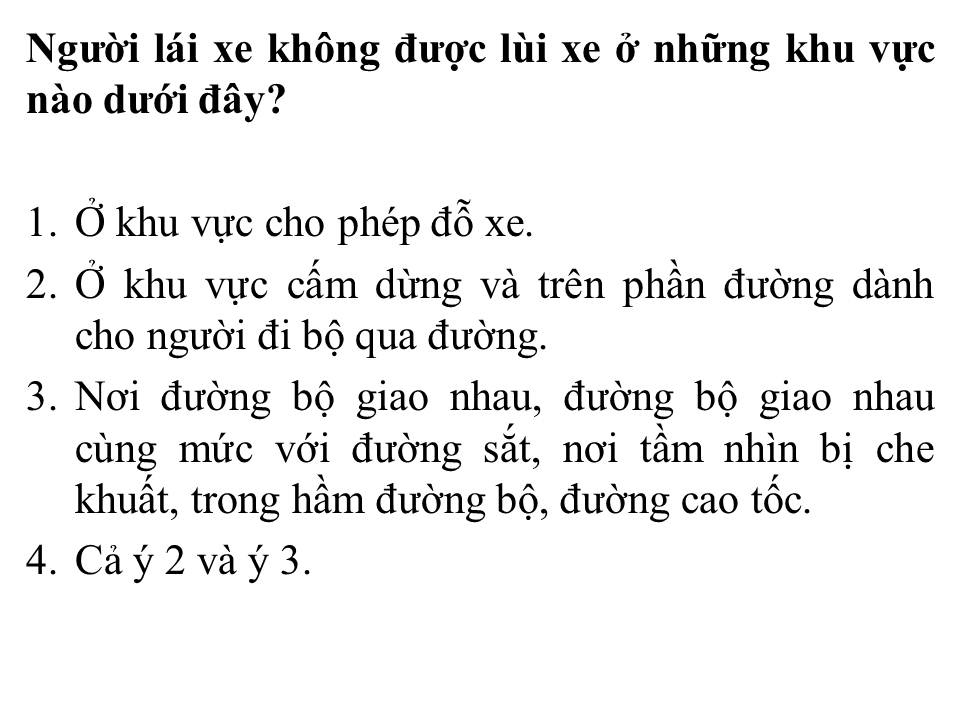 Người lái xe không được lùi xe ở những khu vực
nào dưới đây?
1. Ở khu vực cho phép đỗ xe.
2. Ở khu vực cấm dừng và trên phần đường dành
cho người đi bộ qua đường.
3. Nơi đường bộ giao nhau, đường bộ giao nhau
cùng mức với đường sắt, nơi tầm nhìn bị che
khuất, trong hầm đường bộ, đường cao tốc.
4. Cả ý 2 và ý 3.